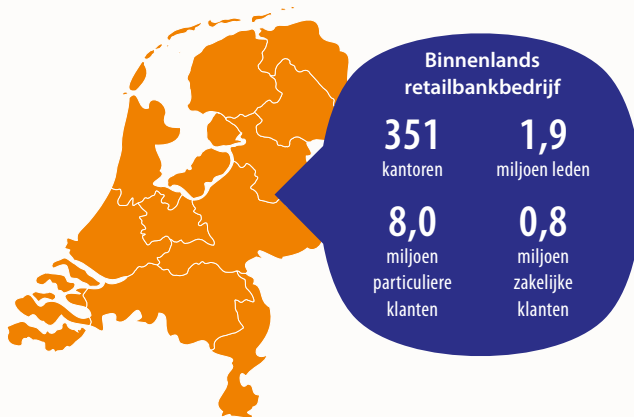 Binnenlands
retailbankbedrijf
351
kantoren
1,9
miljoen leden
8,0
miljoen
particuliere
klanten
0,8
miljoen
zakelijke
klanten